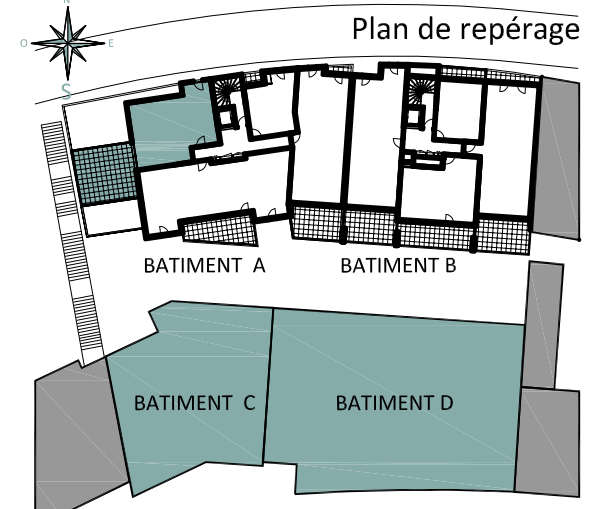 N
Plan de repérage
O E
S
BATIMENT A BATIMENT B
BATIMENT C BATIMENT D